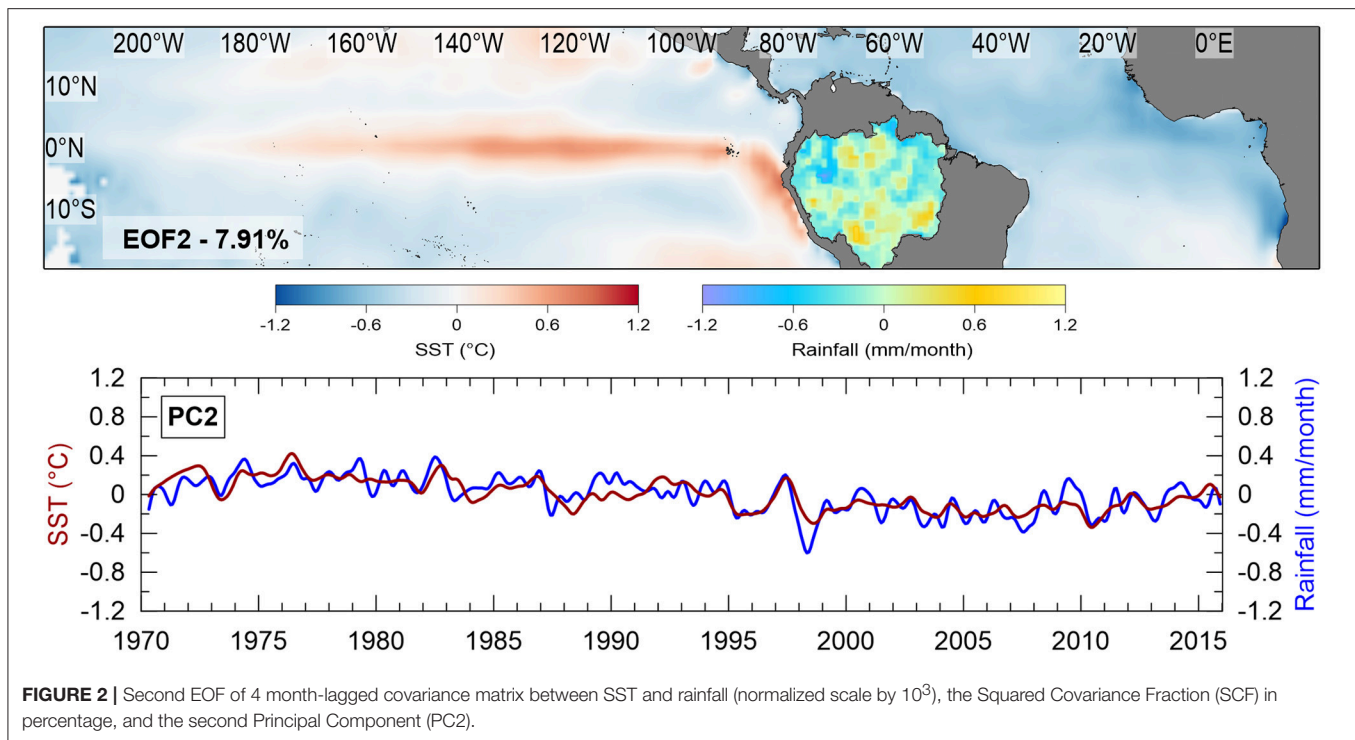 200°W 180°W 160°W 140°W 120°W 100°W 80°W 60°W 40°W 20°W 0°E
10°N
0°N
10°S
EOF2 - 7.91%
-1.2 -0.6 0 0.6 1.2 -1.2 -0.6 0 0.6 1.2
SST (°C) Rainfall (mm/month)
1.2 1.2
PC2
0.8 0.8
0.4 0.4
0 0
-0.4 -0.4
-0.8 -0.8
-1.2 -1.2
SST (°C)
Rainfall (mm/month)
1970 1975 1980 1985 1990 1995 2000 2005 2010 2015
FIGURE 2 | Second EOF of 4 month-lagged covariance matrix between SST and rainfall (normalized scale by 10³), the Squared Covariance Fraction (SCF) in
percentage, and the second Principal Component (PC2).